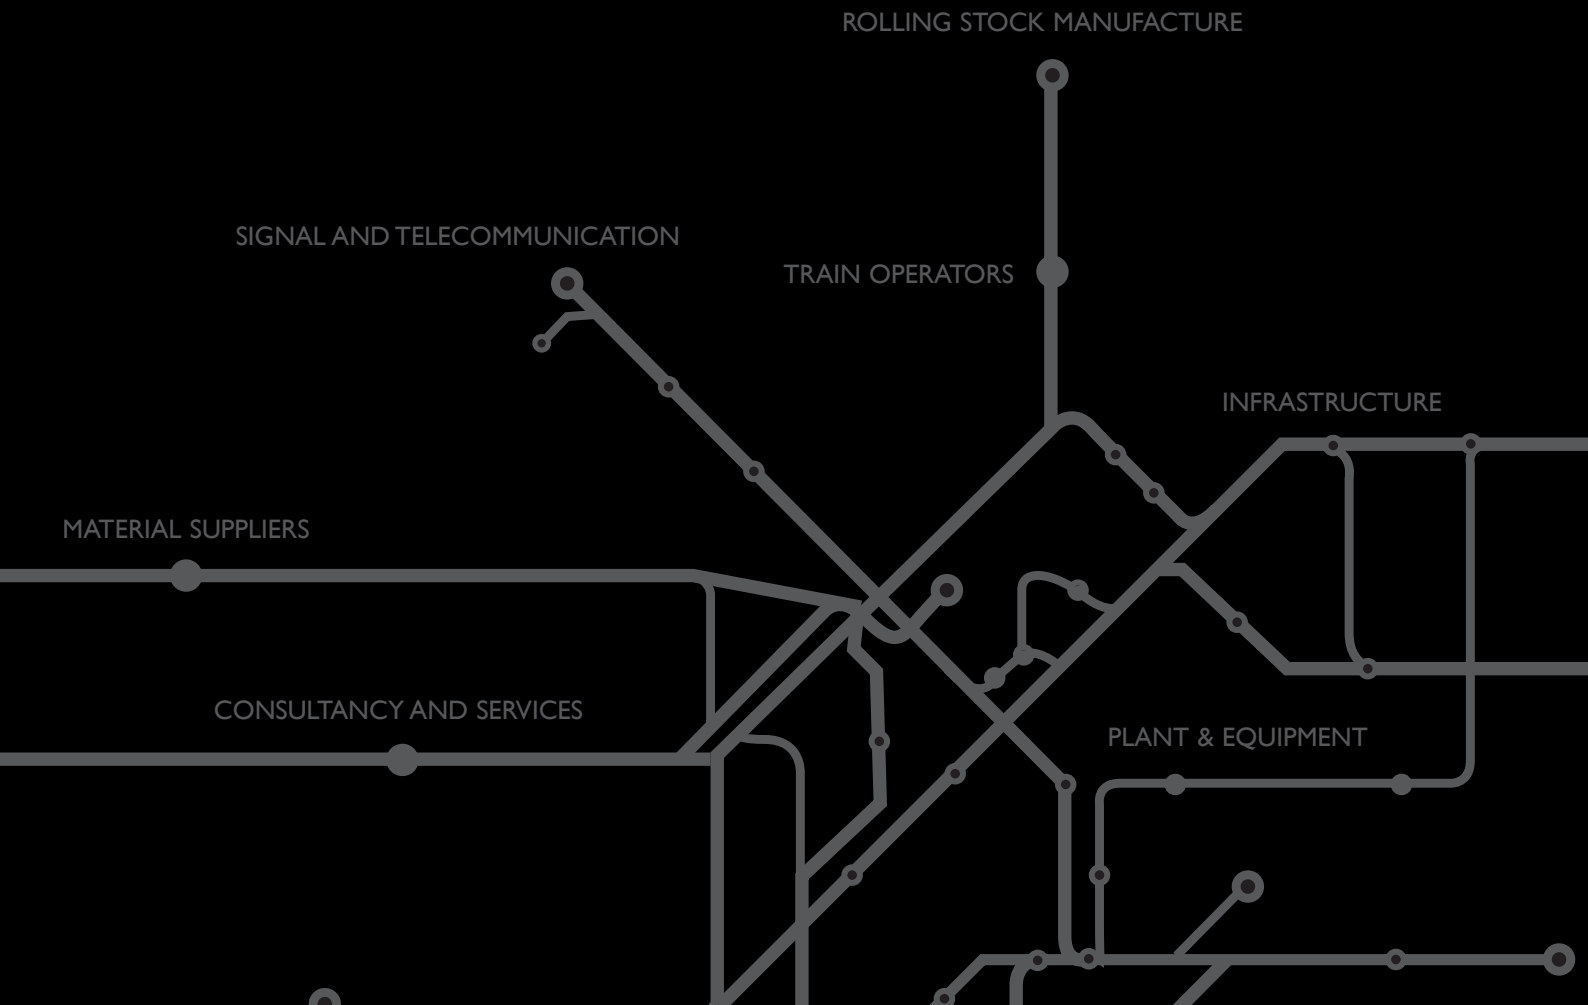 ROLLING STOCK MANUFACTURE
SIGNAL AND TELECOMMUNICATION
TRAIN OPERATORS
INFRASTRUCTURE
MATERIAL SUPPLIERS
CONSULTANCY AND SERVICES
PLANT & EQUIPMENT